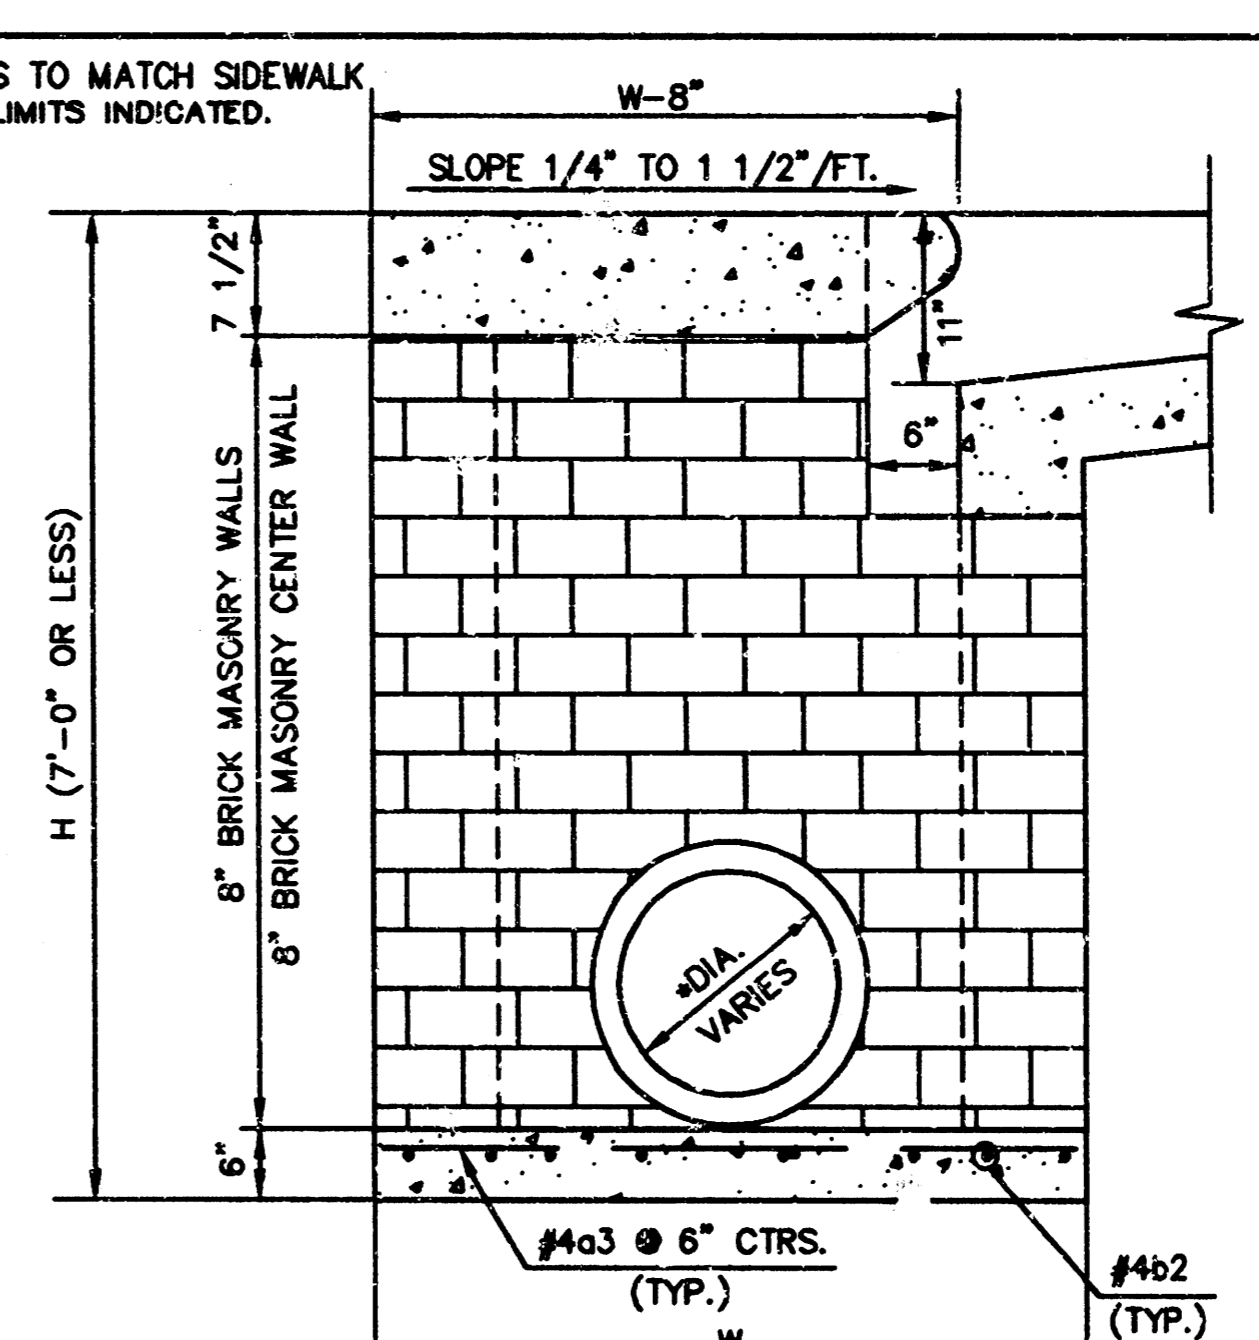 S TO MATCH SIDEWALK
LIMITS INDICATED.
W-8"
SLOPE 1/4" TO 1 1/2"/FT.
7 1/2"
11"
6"
H (7'-0" OR LESS)
8" BRICK MASONRY WALLS
8" BRICK MASONRY CENTER WALL
*DIA.
VARIES
6"
#4a3 @ 6" CTRS.
(TYP.)
#4b2
(TYP.)
W